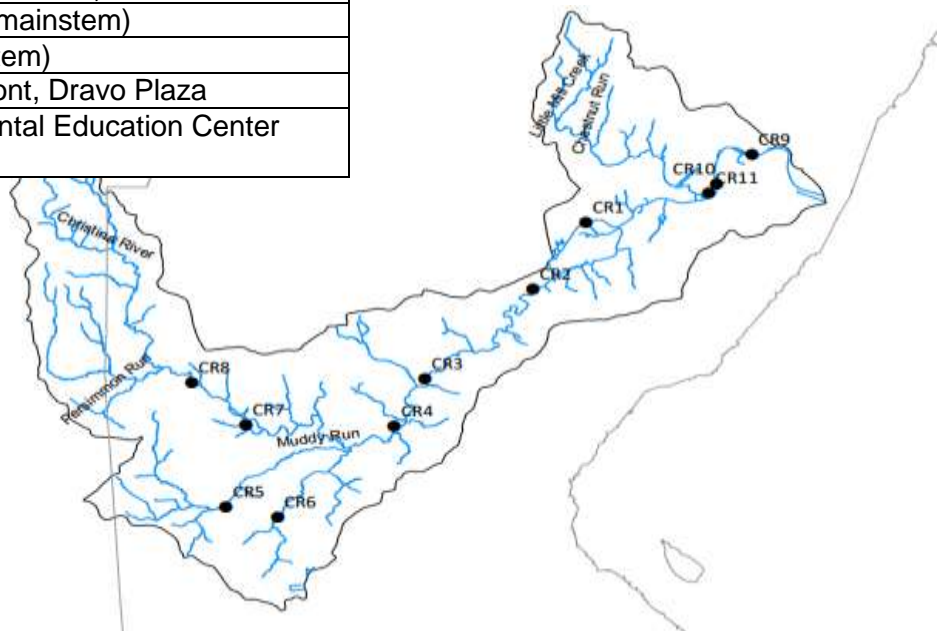 mainstem)
em)
ont, Dravo Plaza
ntal Education Center
Little Mill Creek
Chestnut Run
CR9
CR10
CR11
CR1
Christina River
CR2
CR3
CR8
Persimmon Run
CR7
CR4
Muddy Run
CR5
CR6